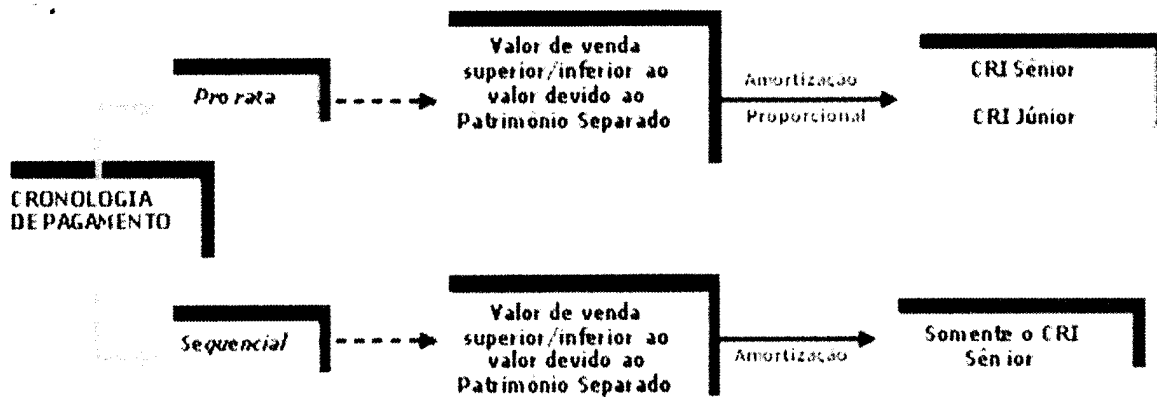 CRONOLOGIA
DE PAGAMENTO
Pro rata
Valor de venda
superior/inferior ao
valor devido ao
Patrimônio Separado
Amortização
Proporcional
CRI Sênior
CRI Júnior
Sequencial
Valor de venda
superior/inferior ao
valor devido ao
Patrimônio Separado
Amortização
Somente o CRI
Sênior